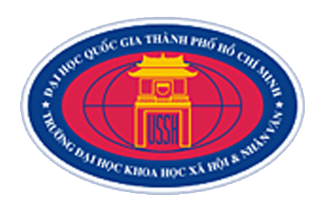 ĐẠI HỌC QUỐC GIA THÀNH PHỐ HỒ CHÍ MINH
USSH
TRƯỜNG ĐẠI HỌC KHOA HỌC XÃ HỘI & NHÂN VĂN